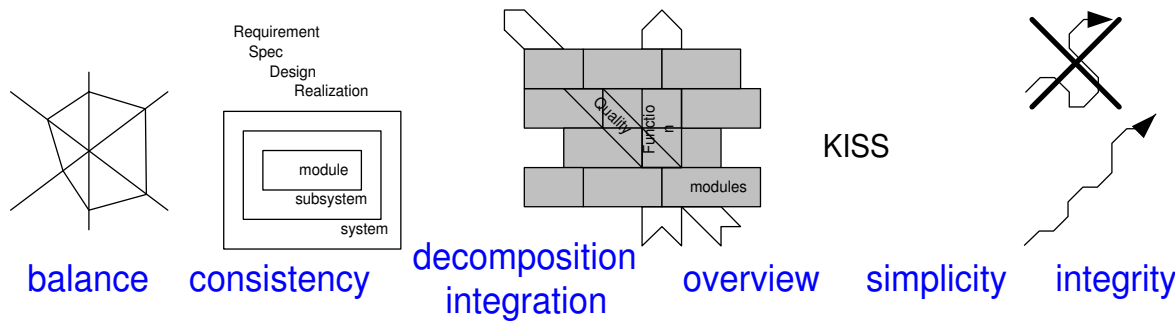 Requirement
Spec
Design
Realization
module
subsystem
system
Quality
Functio
n
modules
KISS
balance
consistency
decomposition
integration
overview
simplicity
integrity